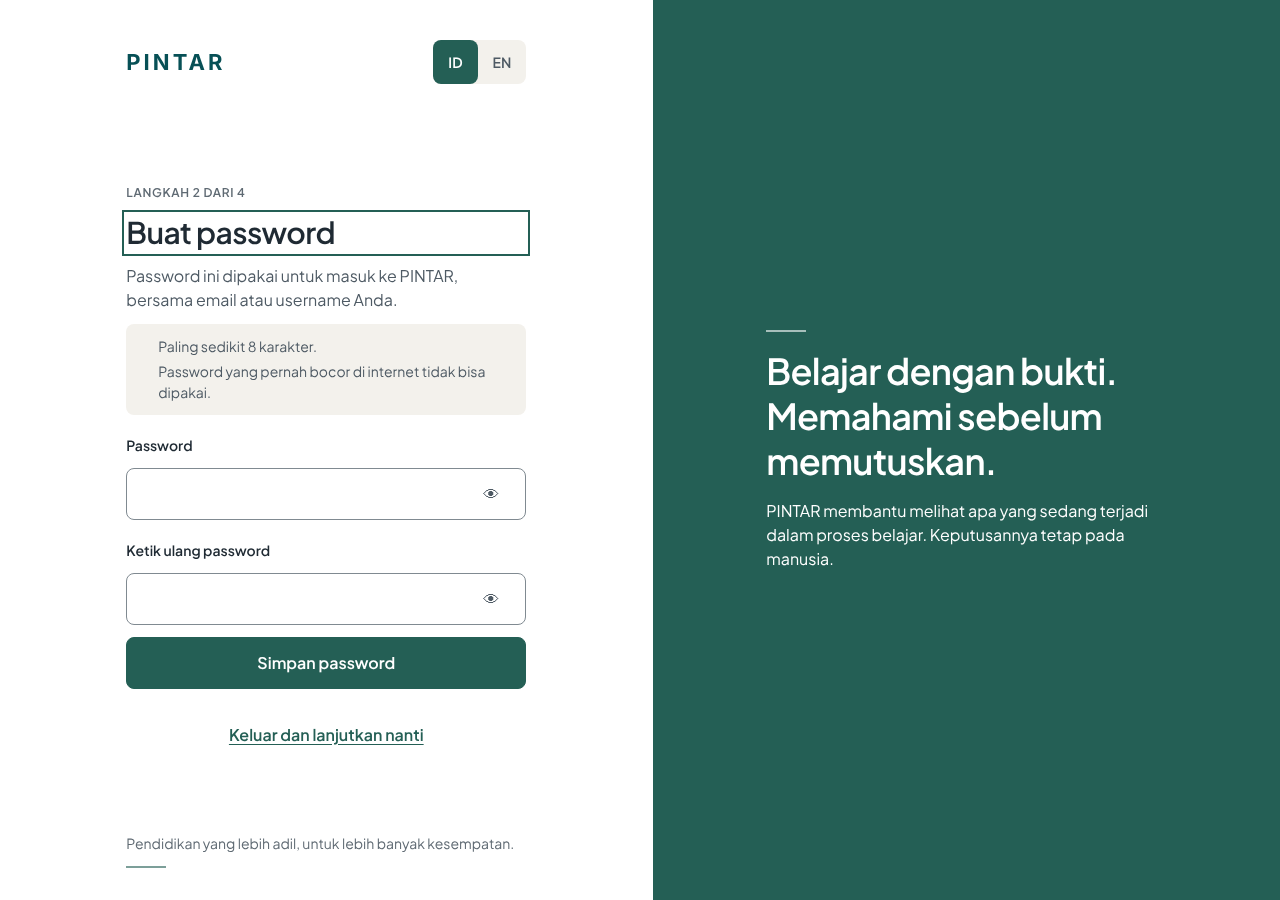 PINTAR
ID
EN
LANGKAH 2 DARI 4
Buat password
Password ini dipakai untuk masuk ke PINTAR,
bersama email atau username Anda.
Paling sedikit 8 karakter.
Password yang pernah bocor di internet tidak bisa
dipakai.
Password
Ketik ulang password
Simpan password
Keluar dan lanjutkan nanti
Pendidikan yang lebih adil, untuk lebih banyak kesempatan.
Belajar dengan bukti.
Memahami sebelum
memutuskan.
PINTAR membantu melihat apa yang sedang terjadi
dalam proses belajar. Keputusannya tetap pada
manusia.